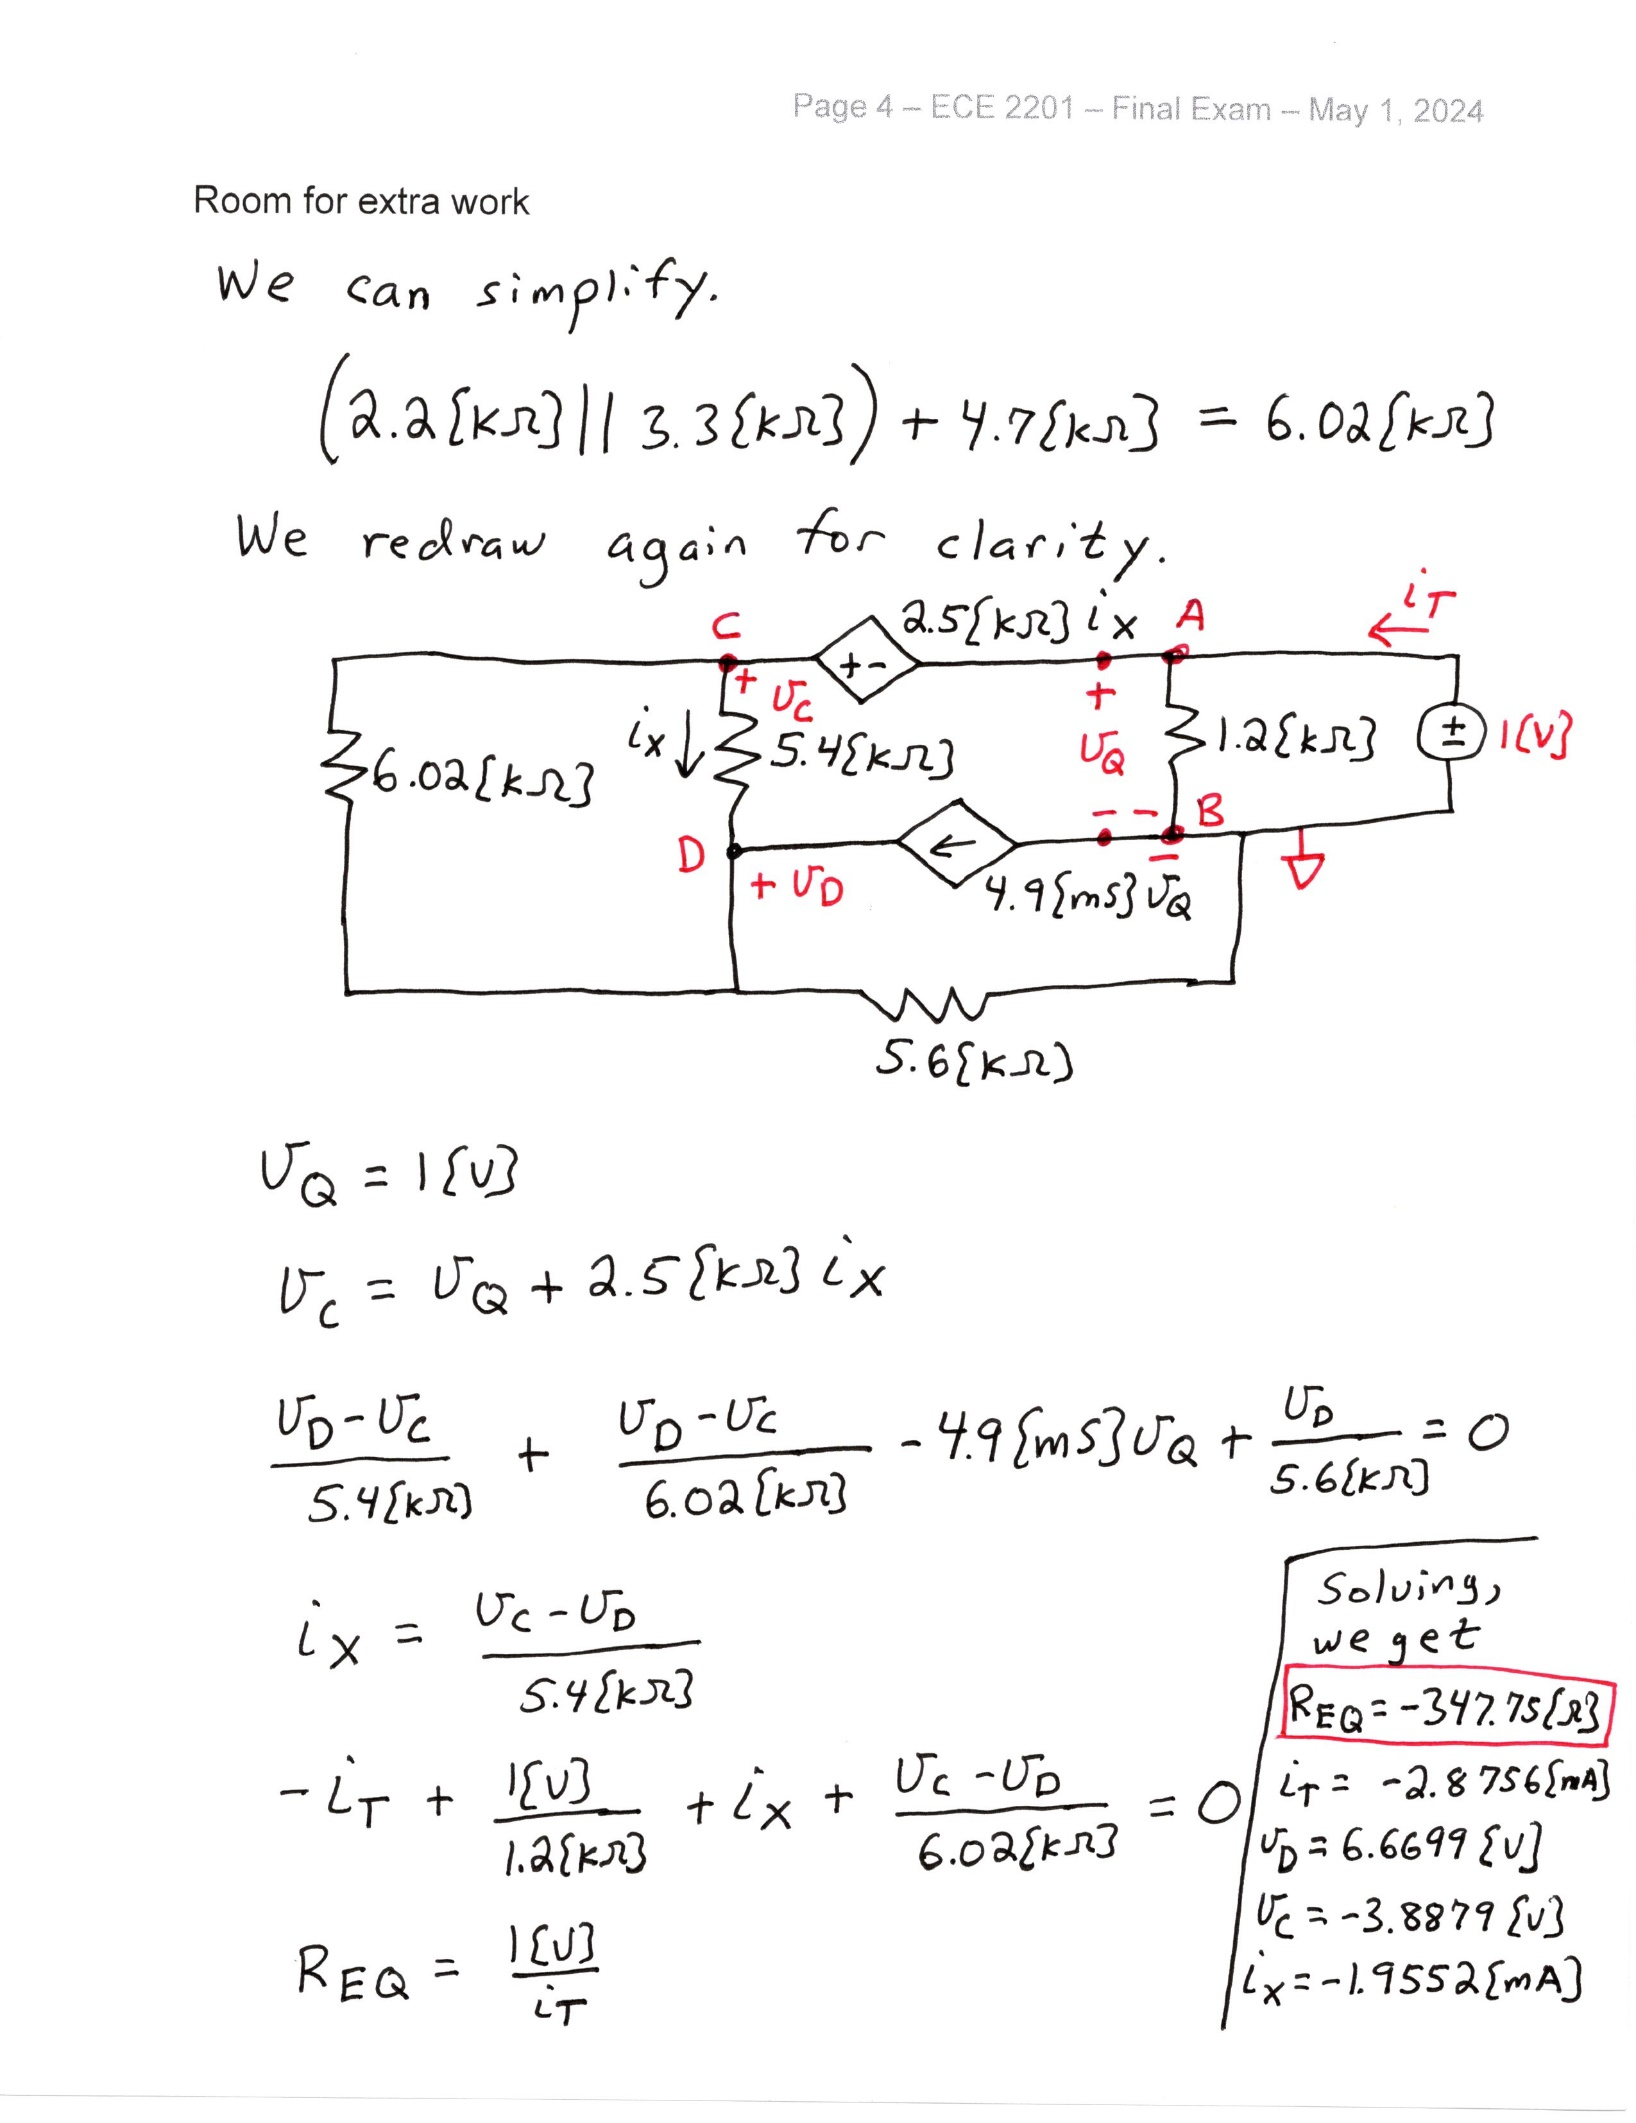 Page 4 – ECE 2201 – Final Exam – May 1, 2024
Room for extra work
We can simplify.
(2.2{kΩ}||3.3{kΩ}) + 4.7{kΩ} = 6.02{kΩ}
We redraw again for clarity.
C
2.5{kΩ} iX
A
iT
+ -
+ vC
+
iX
5.4{kΩ}
vQ
1.2{kΩ}
±
1{V}
6.02{kΩ}
- -
B
D
+ vD
-
4.9{mS} vQ
5.6{kΩ}
vQ = 1{V}
vC = vQ + 2.5{kΩ} iX
(vD - vC)/5.4{kΩ} + (vD - vC)/6.02{kΩ} - 4.9{mS}vQ + vD/5.6{kΩ} = 0
iX = (vC - vD)/5.4{kΩ}
-iT + 1{V}/1.2{kΩ} + iX + (vC - vD)/6.02{kΩ} = 0
REQ = 1{V}/iT
Solving,
we get
REQ = -347.75{Ω}
iT = -2.8756{mA}
vD = 6.6699{V}
vC = -3.8879{V}
iX = -1.9552{mA}